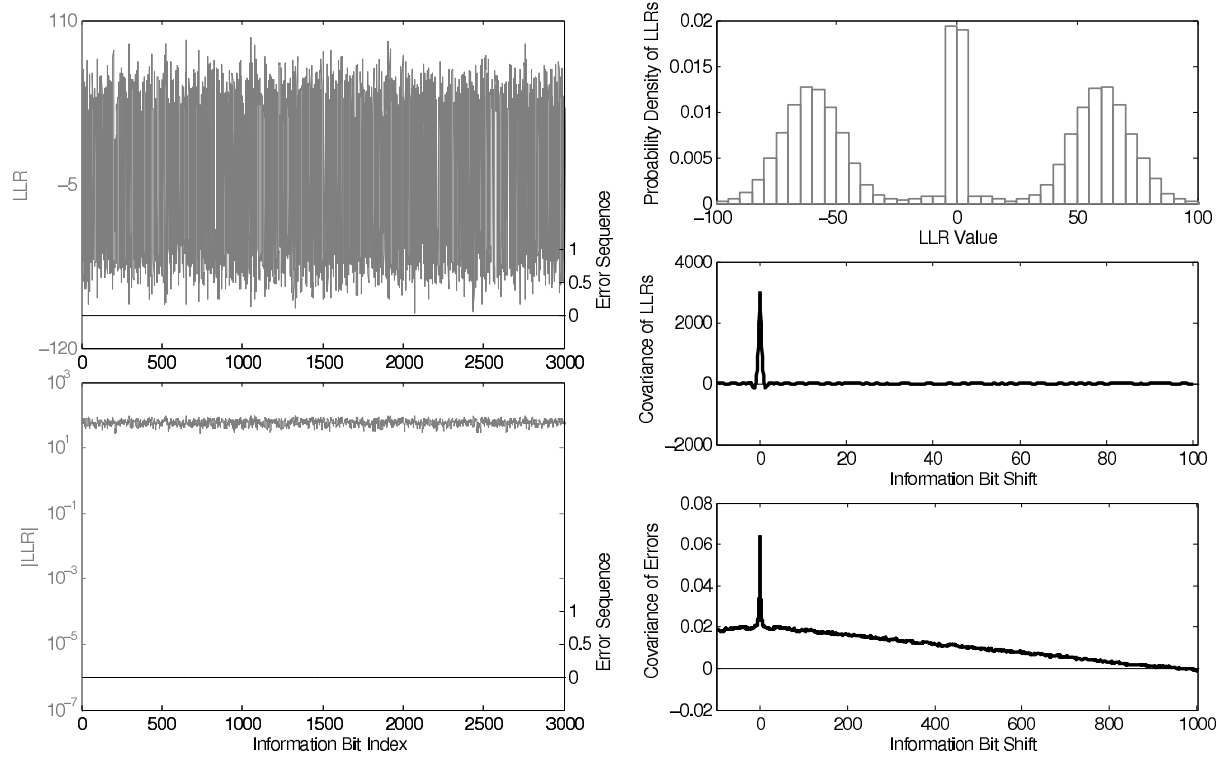 110
−5
−120
LLR
1
0.5
0
Error Sequence
0 500 1000 1500 2000 2500 3000
10^3
10^1
10^−1
10^−3
10^−5
10^−7
|LLR|
1
0.5
0
Error Sequence
0 500 1000 1500 2000 2500 3000
Information Bit Index
0.02
0.015
0.01
0.005
0
Probability Density of LLRs
−100 −50 0 50 100
LLR Value
4000
2000
0
−2000
Covariance of LLRs
0 20 40 60 80 100
Information Bit Shift
0.08
0.06
0.04
0.02
0
−0.02
Covariance of Errors
0 200 400 600 800 1000
Information Bit Shift